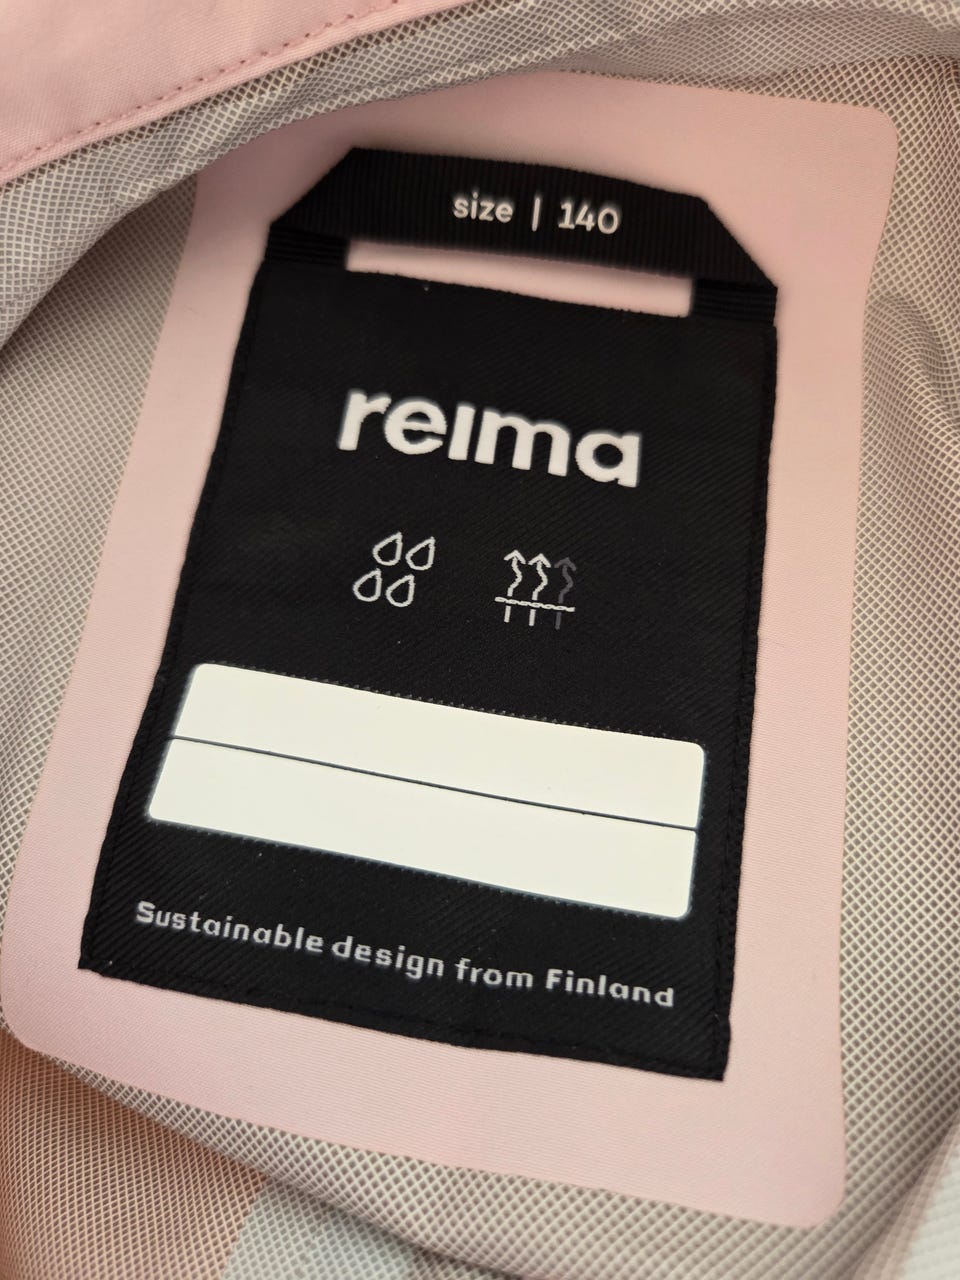 size | 140
reima
Sustainable design from Finland